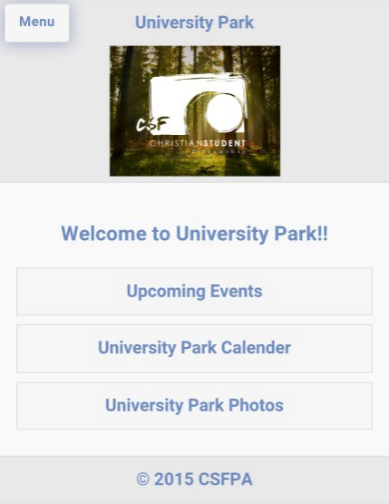 Menu
University Park
CSF
CHRISTIANSTUDENT
Welcome to University Park!!
Upcoming Events
University Park Calender
University Park Photos
© 2015 CSFPA